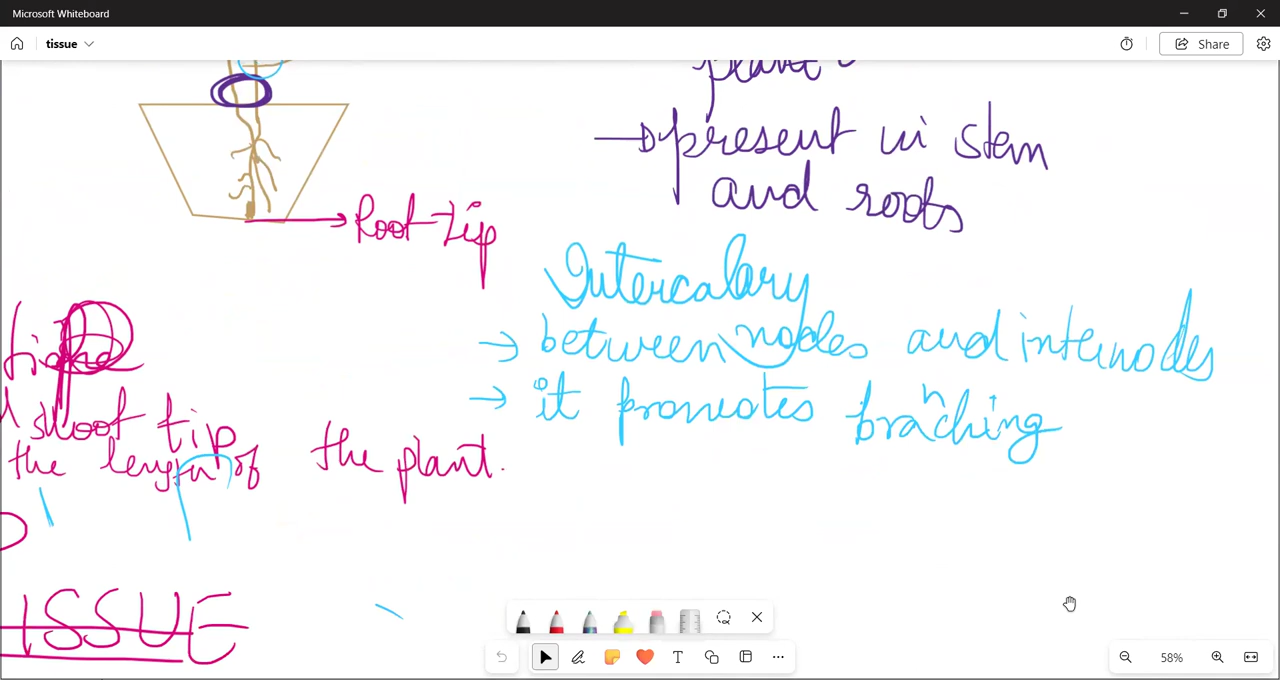 Microsoft Whiteboard
tissue
Share
plant
present in stem
and roots
Root-tip
Intercalary
→ between nodes and internodes
→ it promotes branching
shoot tip
the length of the plant.
ISSUE
58%